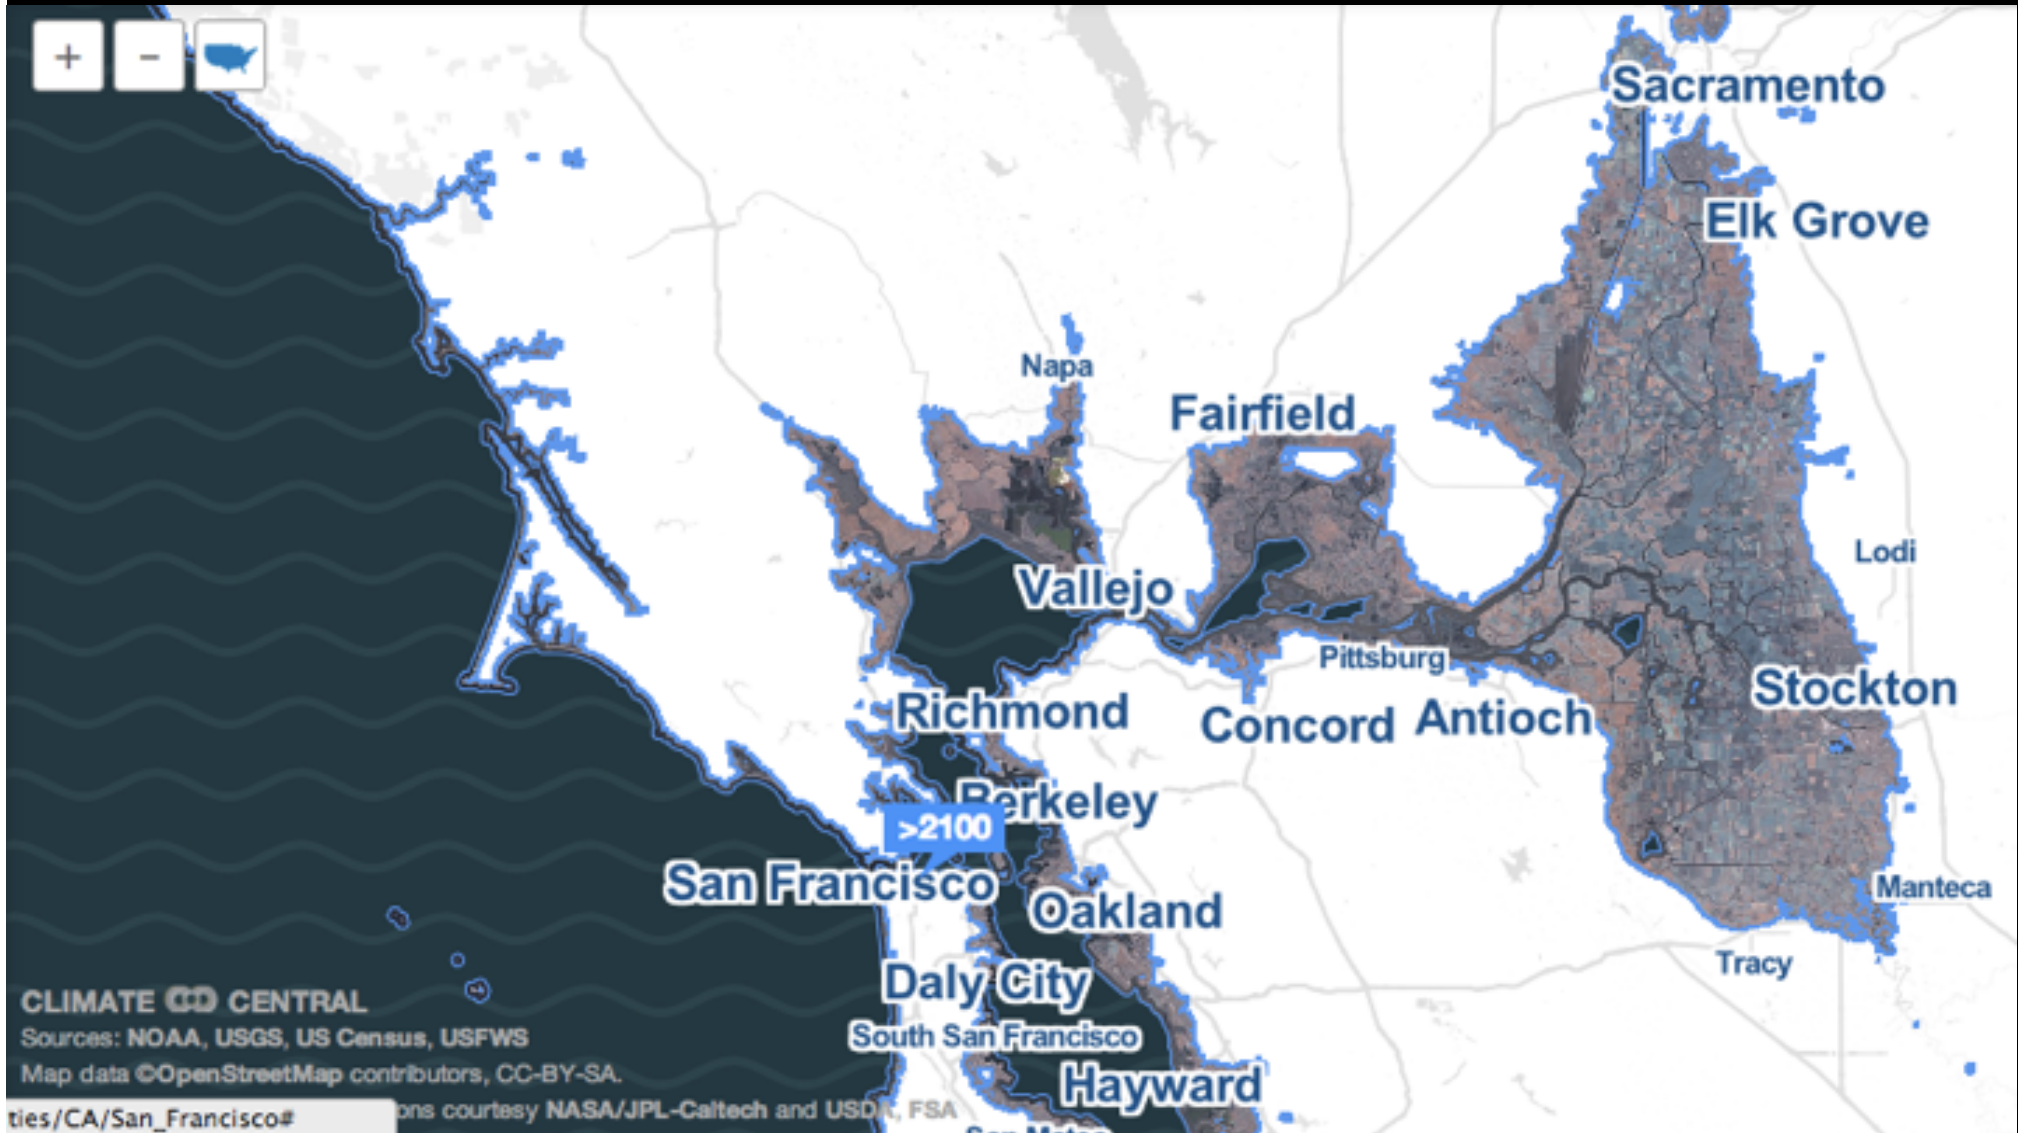 + −
Sacramento
Elk Grove
Napa
Fairfield
Lodi
Vallejo
Pittsburg
Stockton
Richmond
Concord
Antioch
Berkeley
>2100
San Francisco
Oakland
Manteca
Tracy
Daly City
South San Francisco
Hayward
CLIMATE CENTRAL
Sources: NOAA, USGS, US Census, USFWS
Map data ©OpenStreetMap contributors, CC-BY-SA.
ons courtesy NASA/JPL-Caltech and USDA, FSA
ties/CA/San_Francisco#
San Mateo